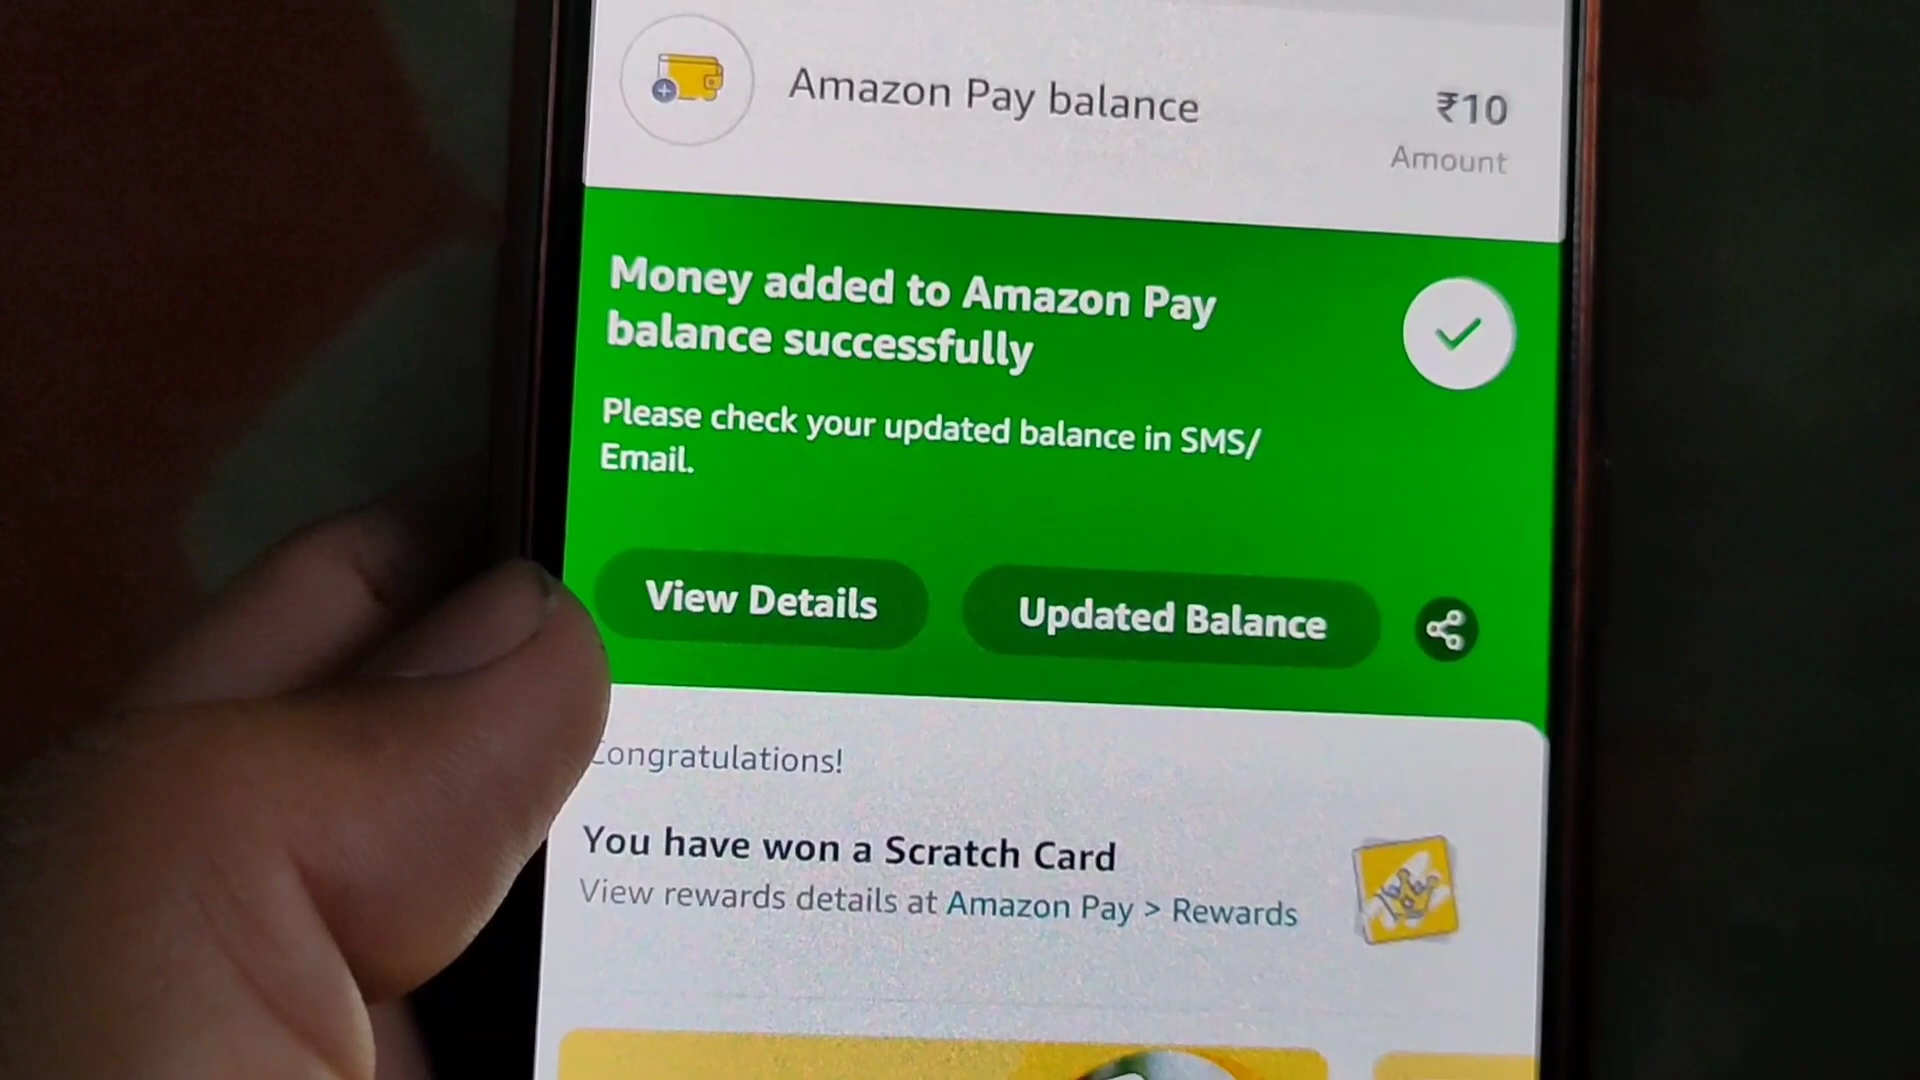 Amazon Pay balance
₹10
Amount
Money added to Amazon Pay
balance successfully
Please check your updated balance in SMS/
Email.
View Details
Updated Balance
Congratulations!
You have won a Scratch Card
View rewards details at Amazon Pay > Rewards